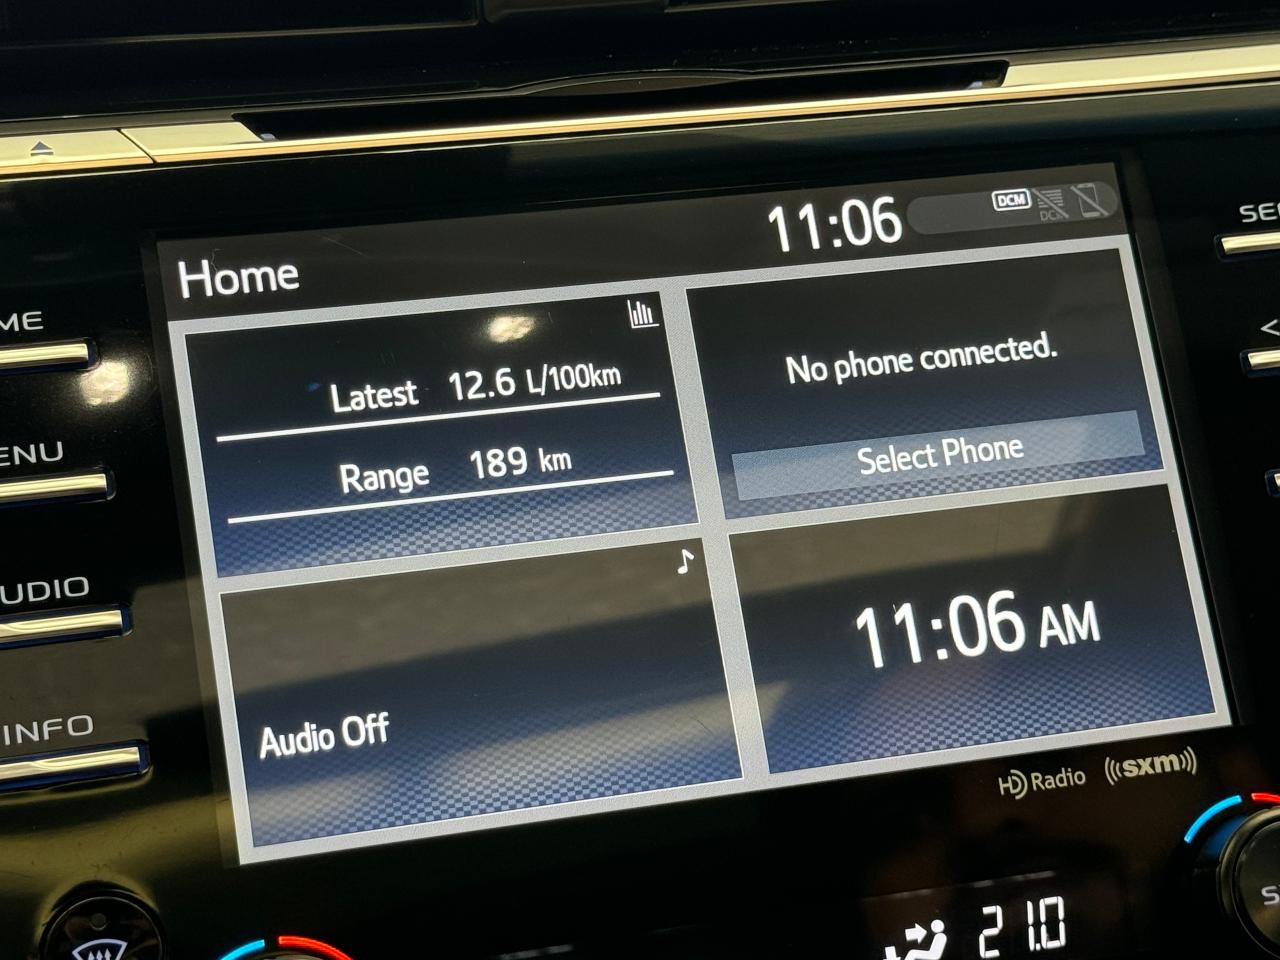 Home
11:06
DCM
Latest 12.6 L/100km
Range 189 km
No phone connected.
Select Phone
Audio Off
11:06 AM
HD Radio
sxm
21.0
INFO